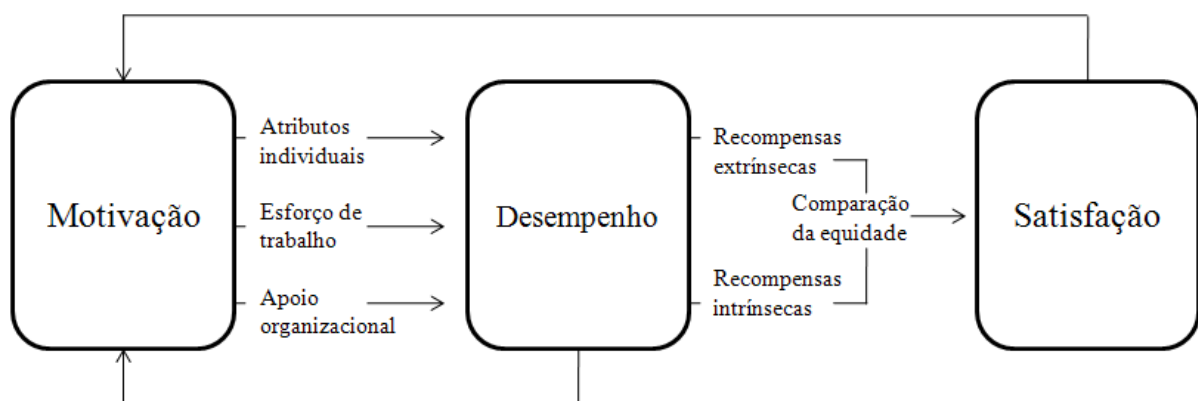 Motivação
Atributos
individuais
Esforço de
trabalho
Apoio
organizacional
Desempenho
Recompensas
extrínsecas
Comparação
da equidade
Recompensas
intrínsecas
Satisfação